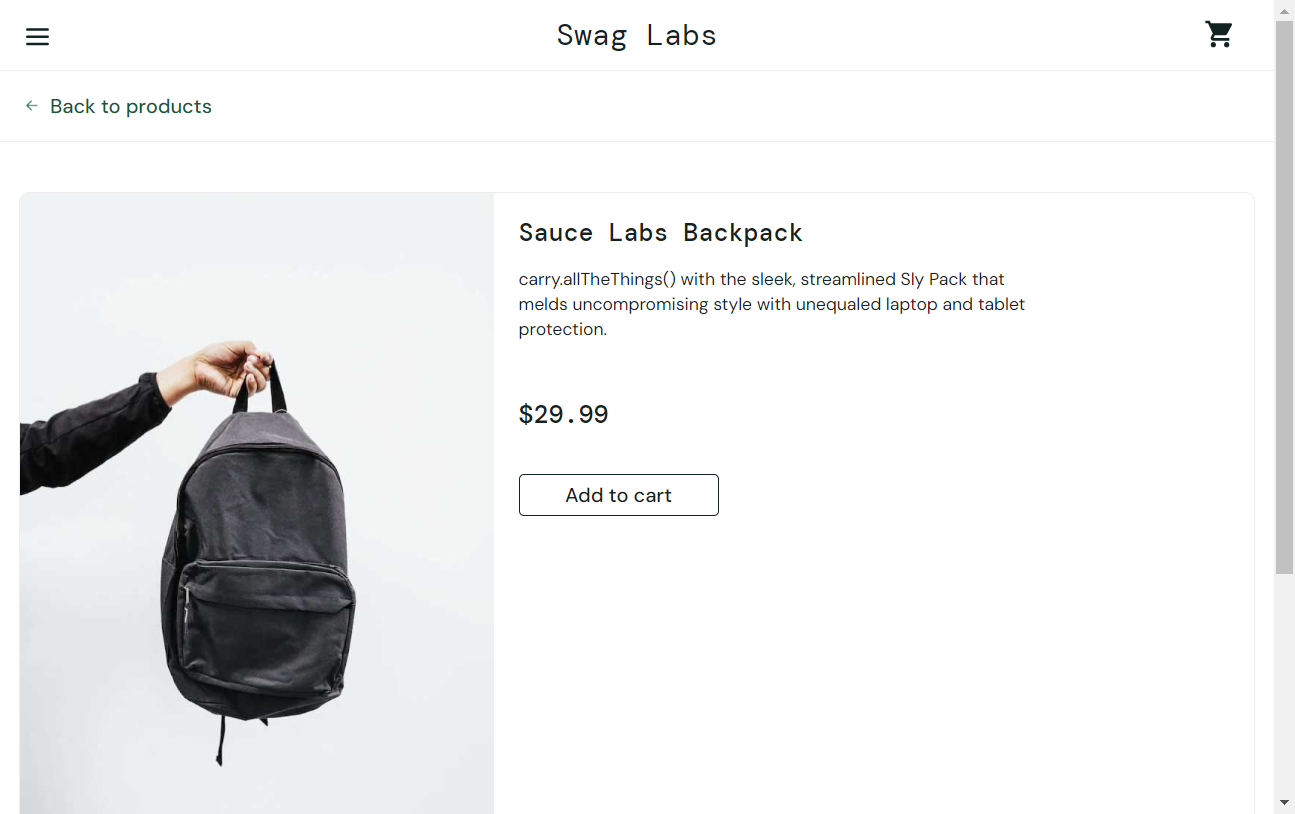 Swag Labs
Back to products
Sauce Labs Backpack
carry.allTheThings() with the sleek, streamlined Sly Pack that
melds uncompromising style with unequaled laptop and tablet
protection.
$29.99
Add to cart